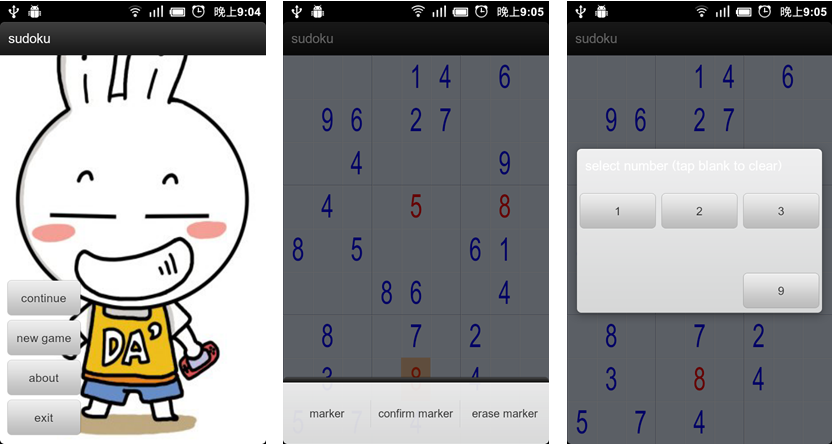 晚上9:04
sudoku
DA'
continue
new game
about
exit
晚上9:05
sudoku
1 4 6
9 6 2 7
4 9
4 5 8
8 5 6 1
8 6 4
8 7 2
3 8 4
5 7 4
marker confirm marker erase marker
晚上9:05
sudoku
1 4 6
9 6 2 7
select number (tap blank to clear)
1 2 3
9
8 7 2
3 8 4
5 7 4